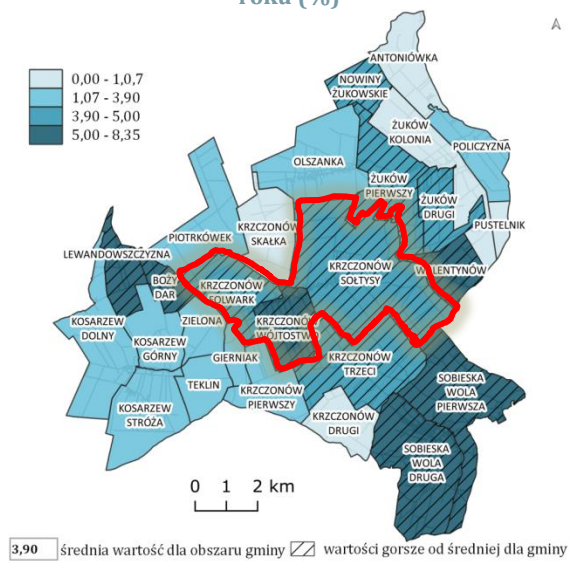 roku (%)
0,00 - 1,0,7
1,07 - 3,90
3,90 - 5,00
5,00 - 8,35
ANTONIÓWKA
NOWINY
ŻUKOWSKIE
ŻUKÓW
KOLONIA
POLICZYZNA
OLSZANKA
ŻUKÓW
PIERWSZY
ŻUKÓW
DRUGI
PUSTELNIK
KRZCZONÓW
SKAŁKA
PIOTRKÓWEK
LEWANDOWSZCZYZNA
BOŻY
DAR
KRZCZONÓW
FOLWARK
KRZCZONÓW
SOŁTYSY
WALENTYNÓW
KOSARZEW
DOLNY
ZIELONA
KRZCZONÓW
WÓJTOSTWO
KOSARZEW
GÓRNY
GIERNIAK
KRZCZONÓW
TRZECI
TEKLIN
KRZCZONÓW
PIERWSZY
SOBIESKA
WOLA
PIERWSZA
KOSARZEW
STRÓŻA
KRZCZONÓW
DRUGI
SOBIESKA
WOLA
DRUGA
0 1 2 km
3,90 średnia wartość dla obszaru gminy wartości gorsze od średniej dla gminy